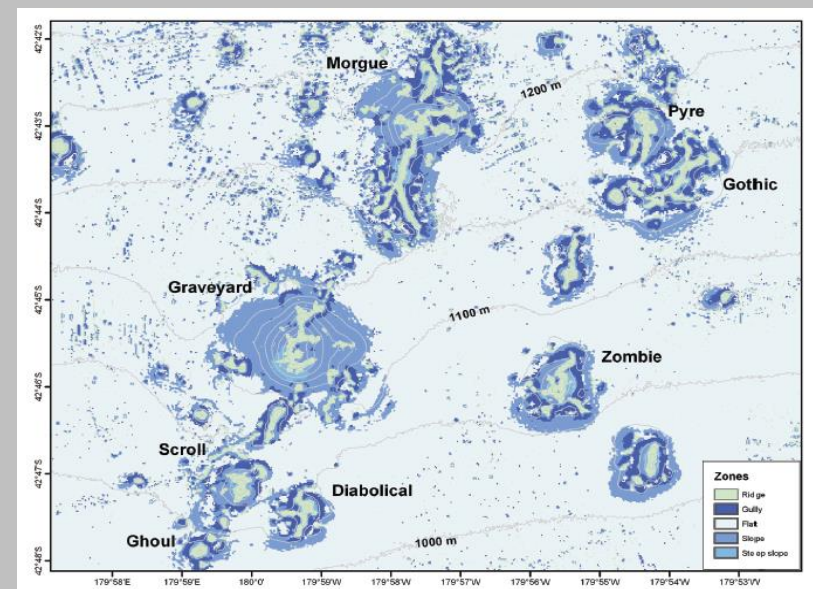 42°42'S
Morgue
1200 m
Pyre
42°43'S
Gothic
42°44'S
Graveyard
42°45'S
1100 m
Zombie
42°46'S
Scroll
42°47'S
Diabolical
Ghoul
1000 m
42°48'S
Zones
Ridge
Gully
Flat
Slope
Steep slope
179°58'E
179°59'E
180°0'
179°59'W
179°58'W
179°57'W
179°56'W
179°55'W
179°54'W
179°53'W